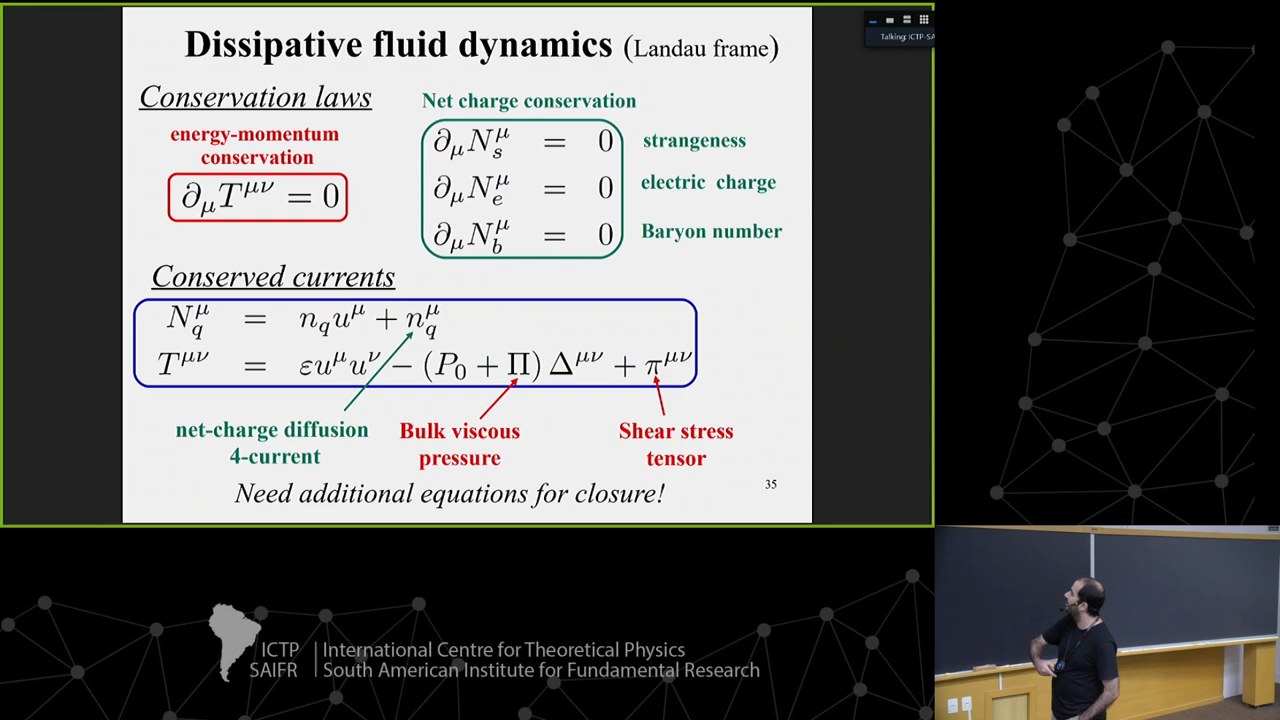 Dissipative fluid dynamics (Landau frame)
Conservation laws
energy-momentum
conservation
∂_μ T^{μν} = 0
Net charge conservation
∂_μ N_s^μ = 0 strangeness
∂_μ N_e^μ = 0 electric charge
∂_μ N_b^μ = 0 Baryon number
Conserved currents
N_q^μ = n_q u^μ + n_q^μ
T^{μν} = εu^μ u^ν − (P_0 + Π) Δ^{μν} + π^{μν}
net-charge diffusion
4-current
Bulk viscous
pressure
Shear stress
tensor
Need additional equations for closure!
35
Talking: ICTP-SA
ICTP
SAIFR
International Centre for Theoretical Physics
South American Institute for Fundamental Research